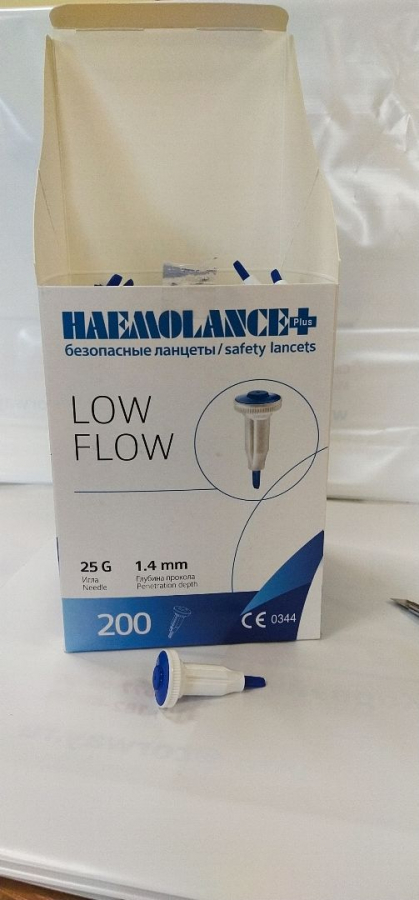 HAEMOLANCE+ Plus
безопасные ланцеты/safety lancets
LOW
FLOW
25 G 1.4 mm
Игла Глубина прокола
Needle Penetration depth
200 CE 0344